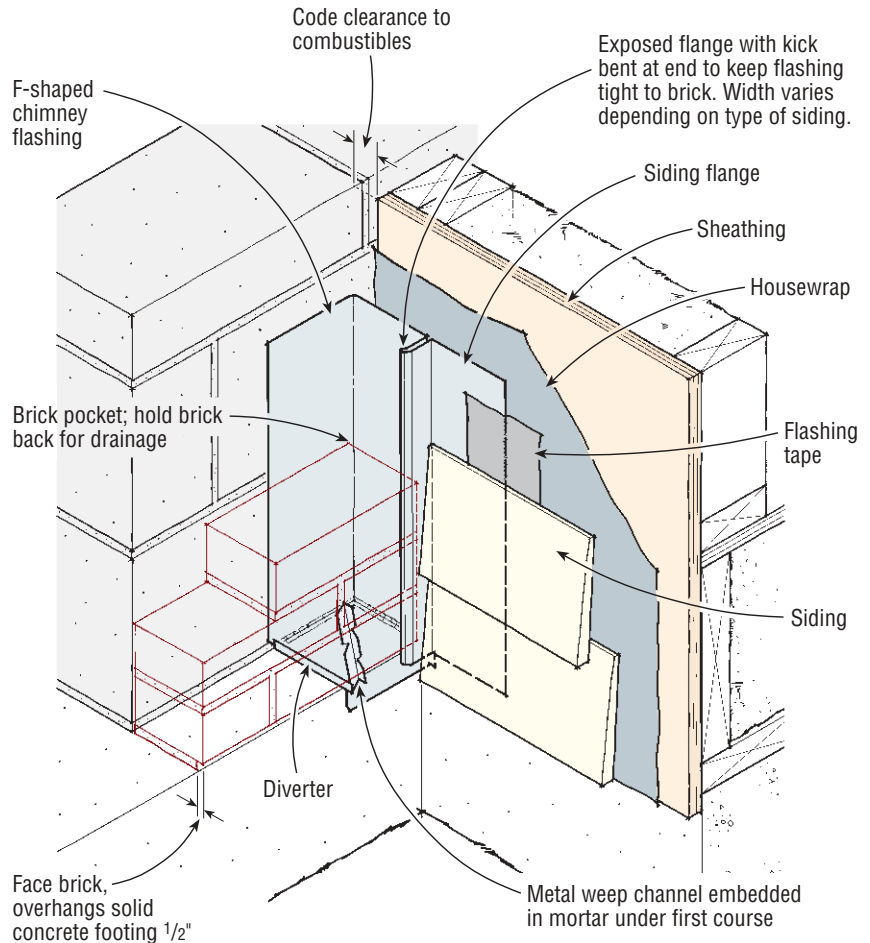 Code clearance to
combustibles
Exposed flange with kick
bent at end to keep flashing
tight to brick. Width varies
depending on type of siding.
F-shaped
chimney
flashing
Siding flange
Sheathing
Housewrap
Brick pocket; hold brick
back for drainage
Flashing
tape
Siding
Diverter
Face brick,
overhangs solid
concrete footing 1/2"
Metal weep channel embedded
in mortar under first course